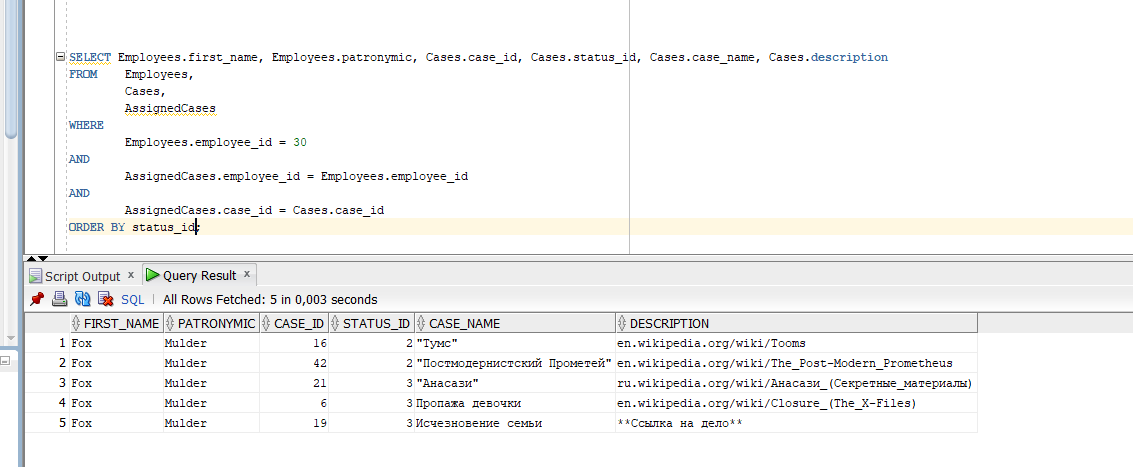 SELECT Employees.first_name, Employees.patronymic, Cases.case_id, Cases.status_id, Cases.case_name, Cases.description
FROM Employees,
Cases,
AssignedCases
WHERE
Employees.employee_id = 30
AND
AssignedCases.employee_id = Employees.employee_id
AND
AssignedCases.case_id = Cases.case_id
ORDER BY status_id;
Script Output x Query Result x
SQL | All Rows Fetched: 5 in 0,003 seconds
FIRST_NAME PATRONYMIC CASE_ID STATUS_ID CASE_NAME DESCRIPTION
1 Fox Mulder 16 2 "Тумс" en.wikipedia.org/wiki/Tooms
2 Fox Mulder 42 2 "Постмодернистский Прометей" en.wikipedia.org/wiki/The_Post-Modern_Prometheus
3 Fox Mulder 21 3 "Анасази" ru.wikipedia.org/wiki/Анасази_(Секретные_материалы)
4 Fox Mulder 6 3 Пропажа девочки en.wikipedia.org/wiki/Closure_(The_X-Files)
5 Fox Mulder 19 3 Исчезновение семьи **Ссылка на дело**